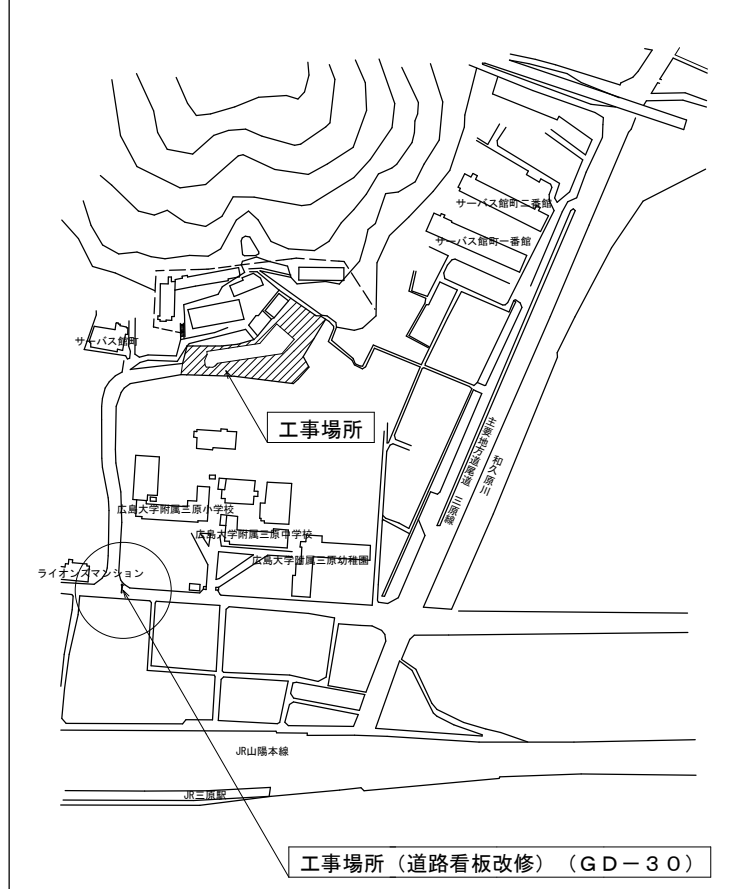 サーバス館町二番館
サーバス館町一番館
サーバス館町
工事場所
主要地方道尾道 三原線
和久原川
広島大学附属三原小学校
広島大学附属三原中学校
広島大学附属三原幼稚園
ライオンズマンション
JR山陽本線
JR三原駅
工事場所（道路看板改修）（ＧＤ－３０）